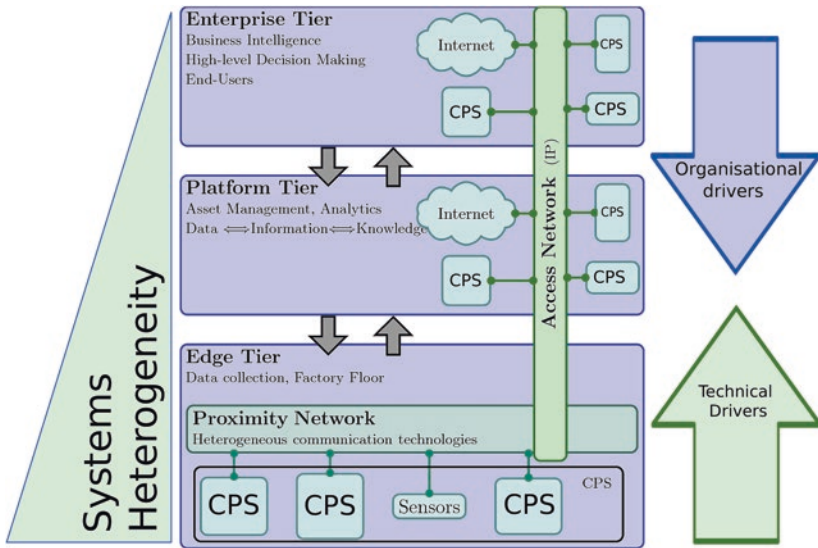 Enterprise Tier
Business Intelligence
High-level Decision Making
End-Users
Internet
CPS
CPS
CPS
Platform Tier
Asset Management, Analytics
Data ⟺Information⟺Knowledge
Internet
CPS
CPS
CPS
Access Network (IP)
Edge Tier
Data collection, Factory Floor
Proximity Network
Heterogeneous communication technologies
CPS
CPS
CPS
Sensors
CPS
Systems
Heterogeneity
Organisational
drivers
Technical
Drivers